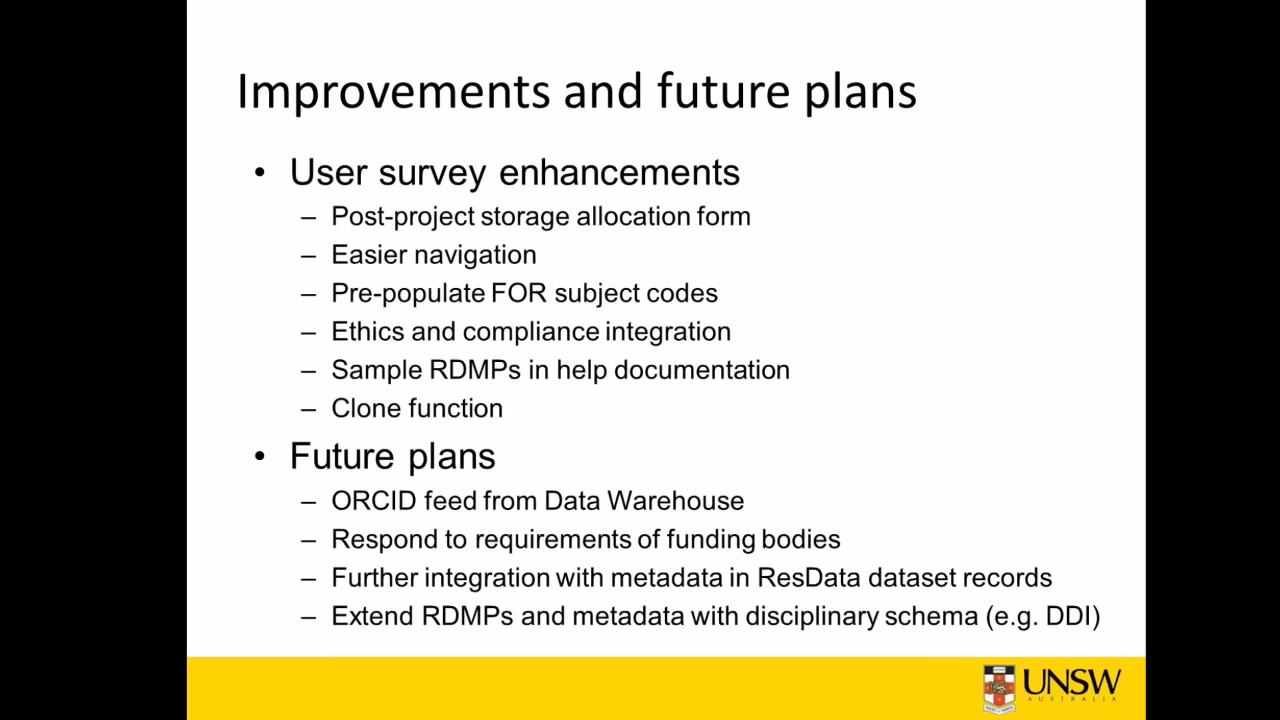 Improvements and future plans
• User survey enhancements
– Post-project storage allocation form
– Easier navigation
– Pre-populate FOR subject codes
– Ethics and compliance integration
– Sample RDMPs in help documentation
– Clone function
• Future plans
– ORCID feed from Data Warehouse
– Respond to requirements of funding bodies
– Further integration with metadata in ResData dataset records
– Extend RDMPs and metadata with disciplinary schema (e.g. DDI)
UNSW
AUSTRALIA